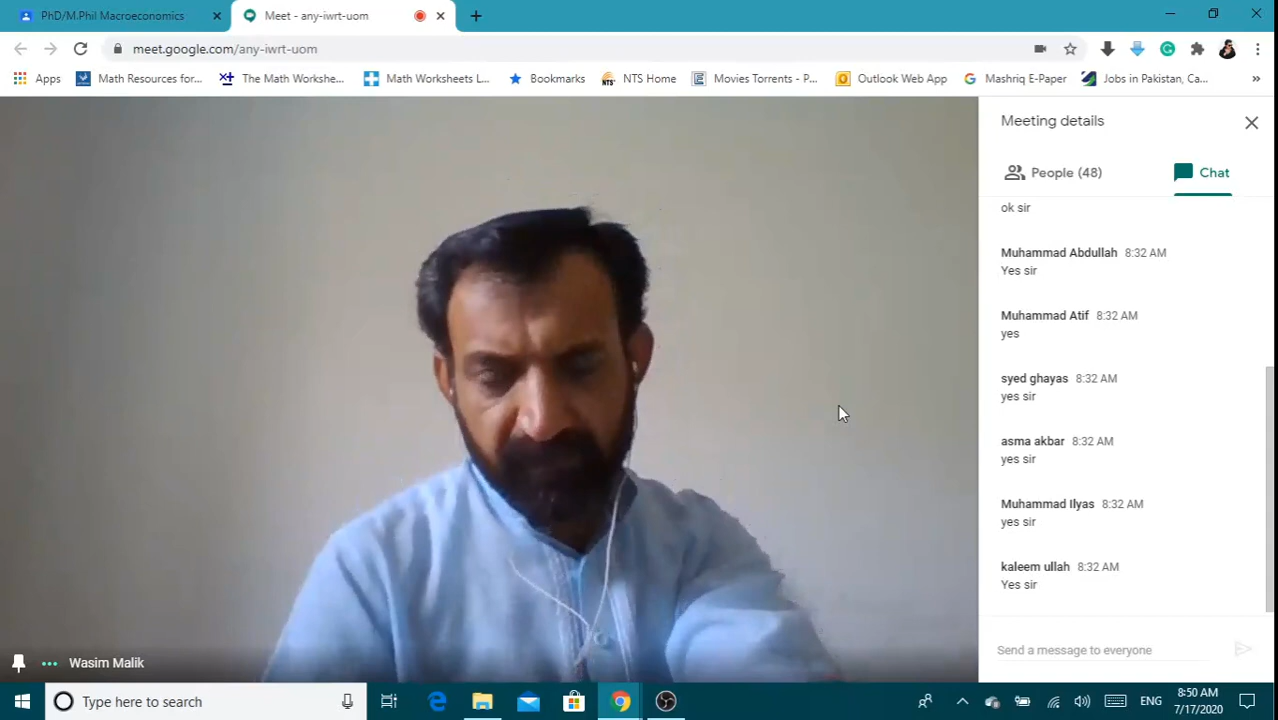 PhD/M.Phil Macroeconomics
Meet - any-iwrt-uom
meet.google.com/any-iwrt-uom
Apps
Math Resources for...
The Math Workshe...
Math Worksheets L...
Bookmarks
NTS
NTS Home
Movies Torrents - P...
Outlook Web App
Mashriq E-Paper
Jobs in Pakistan, Ca...
Meeting details
People (48)
Chat
ok sir
Muhammad Abdullah 8:32 AM
Yes sir
Muhammad Atif 8:32 AM
yes
syed ghayas 8:32 AM
yes sir
asma akbar 8:32 AM
yes sir
Muhammad Ilyas 8:32 AM
yes sir
kaleem ullah 8:32 AM
Yes sir
Send a message to everyone
Wasim Malik
Type here to search
ENG
8:50 AM
7/17/2020